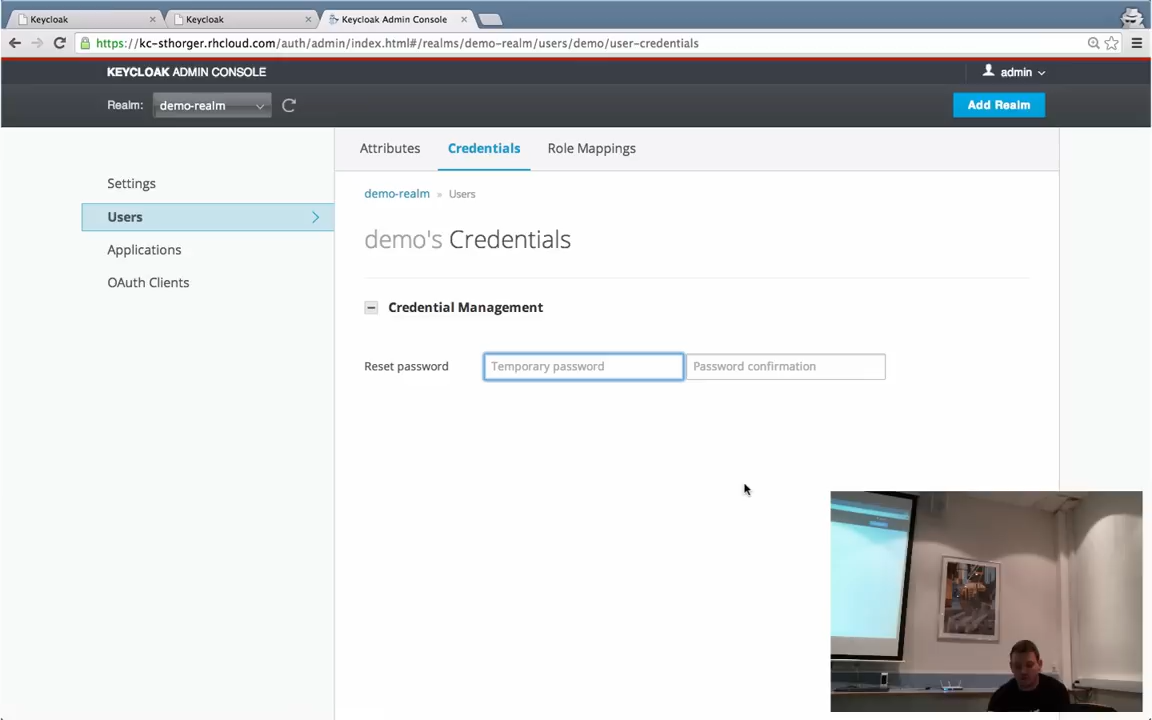 Keycloak
Keycloak
Keycloak Admin Console
https://kc-sthorger.rhcloud.com/auth/admin/index.html#/realms/demo-realm/users/demo/user-credentials
KEYCLOAK ADMIN CONSOLE
admin
Realm: demo-realm
Add Realm
Attributes Credentials Role Mappings
Settings
Users
Applications
OAuth Clients
demo-realm » Users
demo's Credentials
Credential Management
Reset password Temporary password Password confirmation